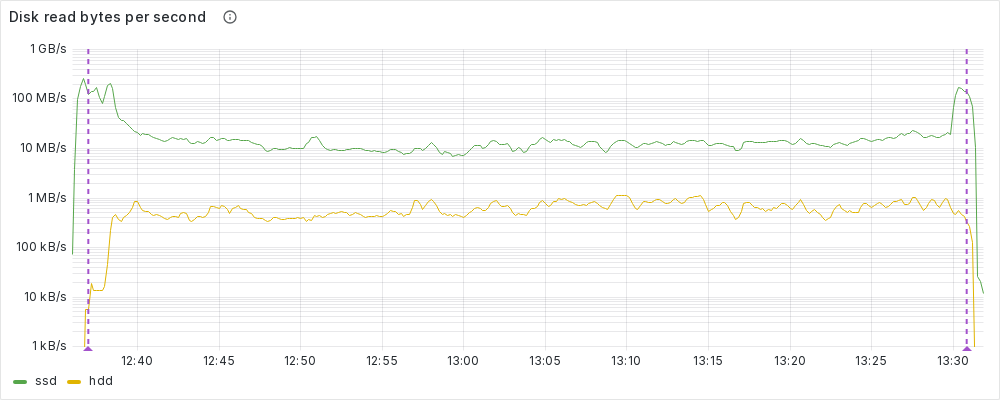 Disk read bytes per second
1 GB/s
100 MB/s
10 MB/s
1 MB/s
100 kB/s
10 kB/s
1 kB/s
12:40 12:45 12:50 12:55 13:00 13:05 13:10 13:15 13:20 13:25 13:30
ssd hdd